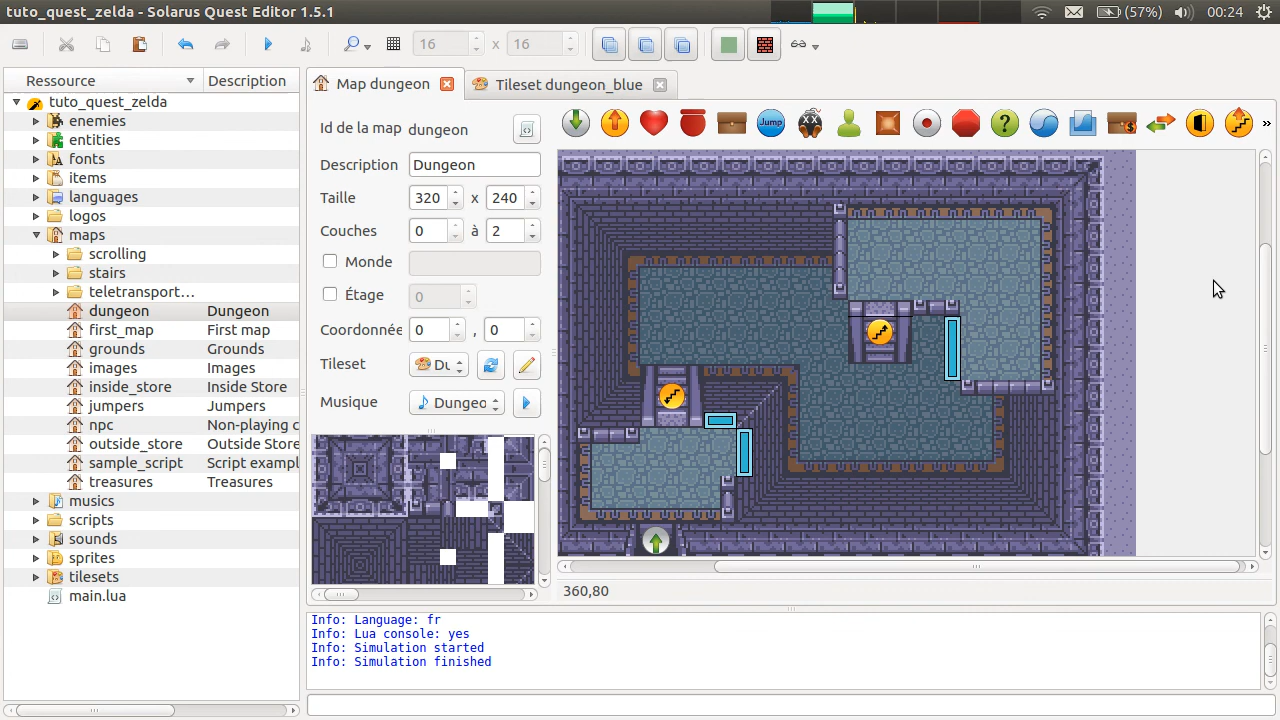 tuto_quest_zelda - Solarus Quest Editor 1.5.1
(57%) 00:24
16 x 16
Ressource Description
tuto_quest_zelda
enemies
entities
fonts
items
languages
logos
maps
scrolling
stairs
teletransport...
dungeon Dungeon
first_map First map
grounds Grounds
images Images
inside_store Inside Store
jumpers Jumpers
npc Non-playing c
outside_store Outside Store
sample_script Script exampl
treasures Treasures
musics
scripts
sounds
sprites
tilesets
main.lua
Map dungeon
Tileset dungeon_blue
Id de la map dungeon
Description Dungeon
Taille 320 x 240
Couches 0 à 2
Monde
Étage 0
Coordonnée 0 , 0
Tileset
Musique Dungeo
Jump
»
360,80
Info: Language: fr
Info: Lua console: yes
Info: Simulation started
Info: Simulation finished